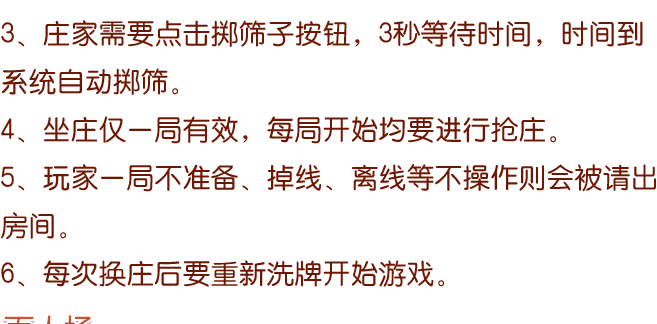 3、庄家需要点击掷筛子按钮，3秒等待时间，时间到
系统自动掷筛。
4、坐庄仅一局有效，每局开始均要进行抢庄。
5、玩家一局不准备、掉线、离线等不操作则会被请出
房间。
6、每次换庄后要重新洗牌开始游戏。